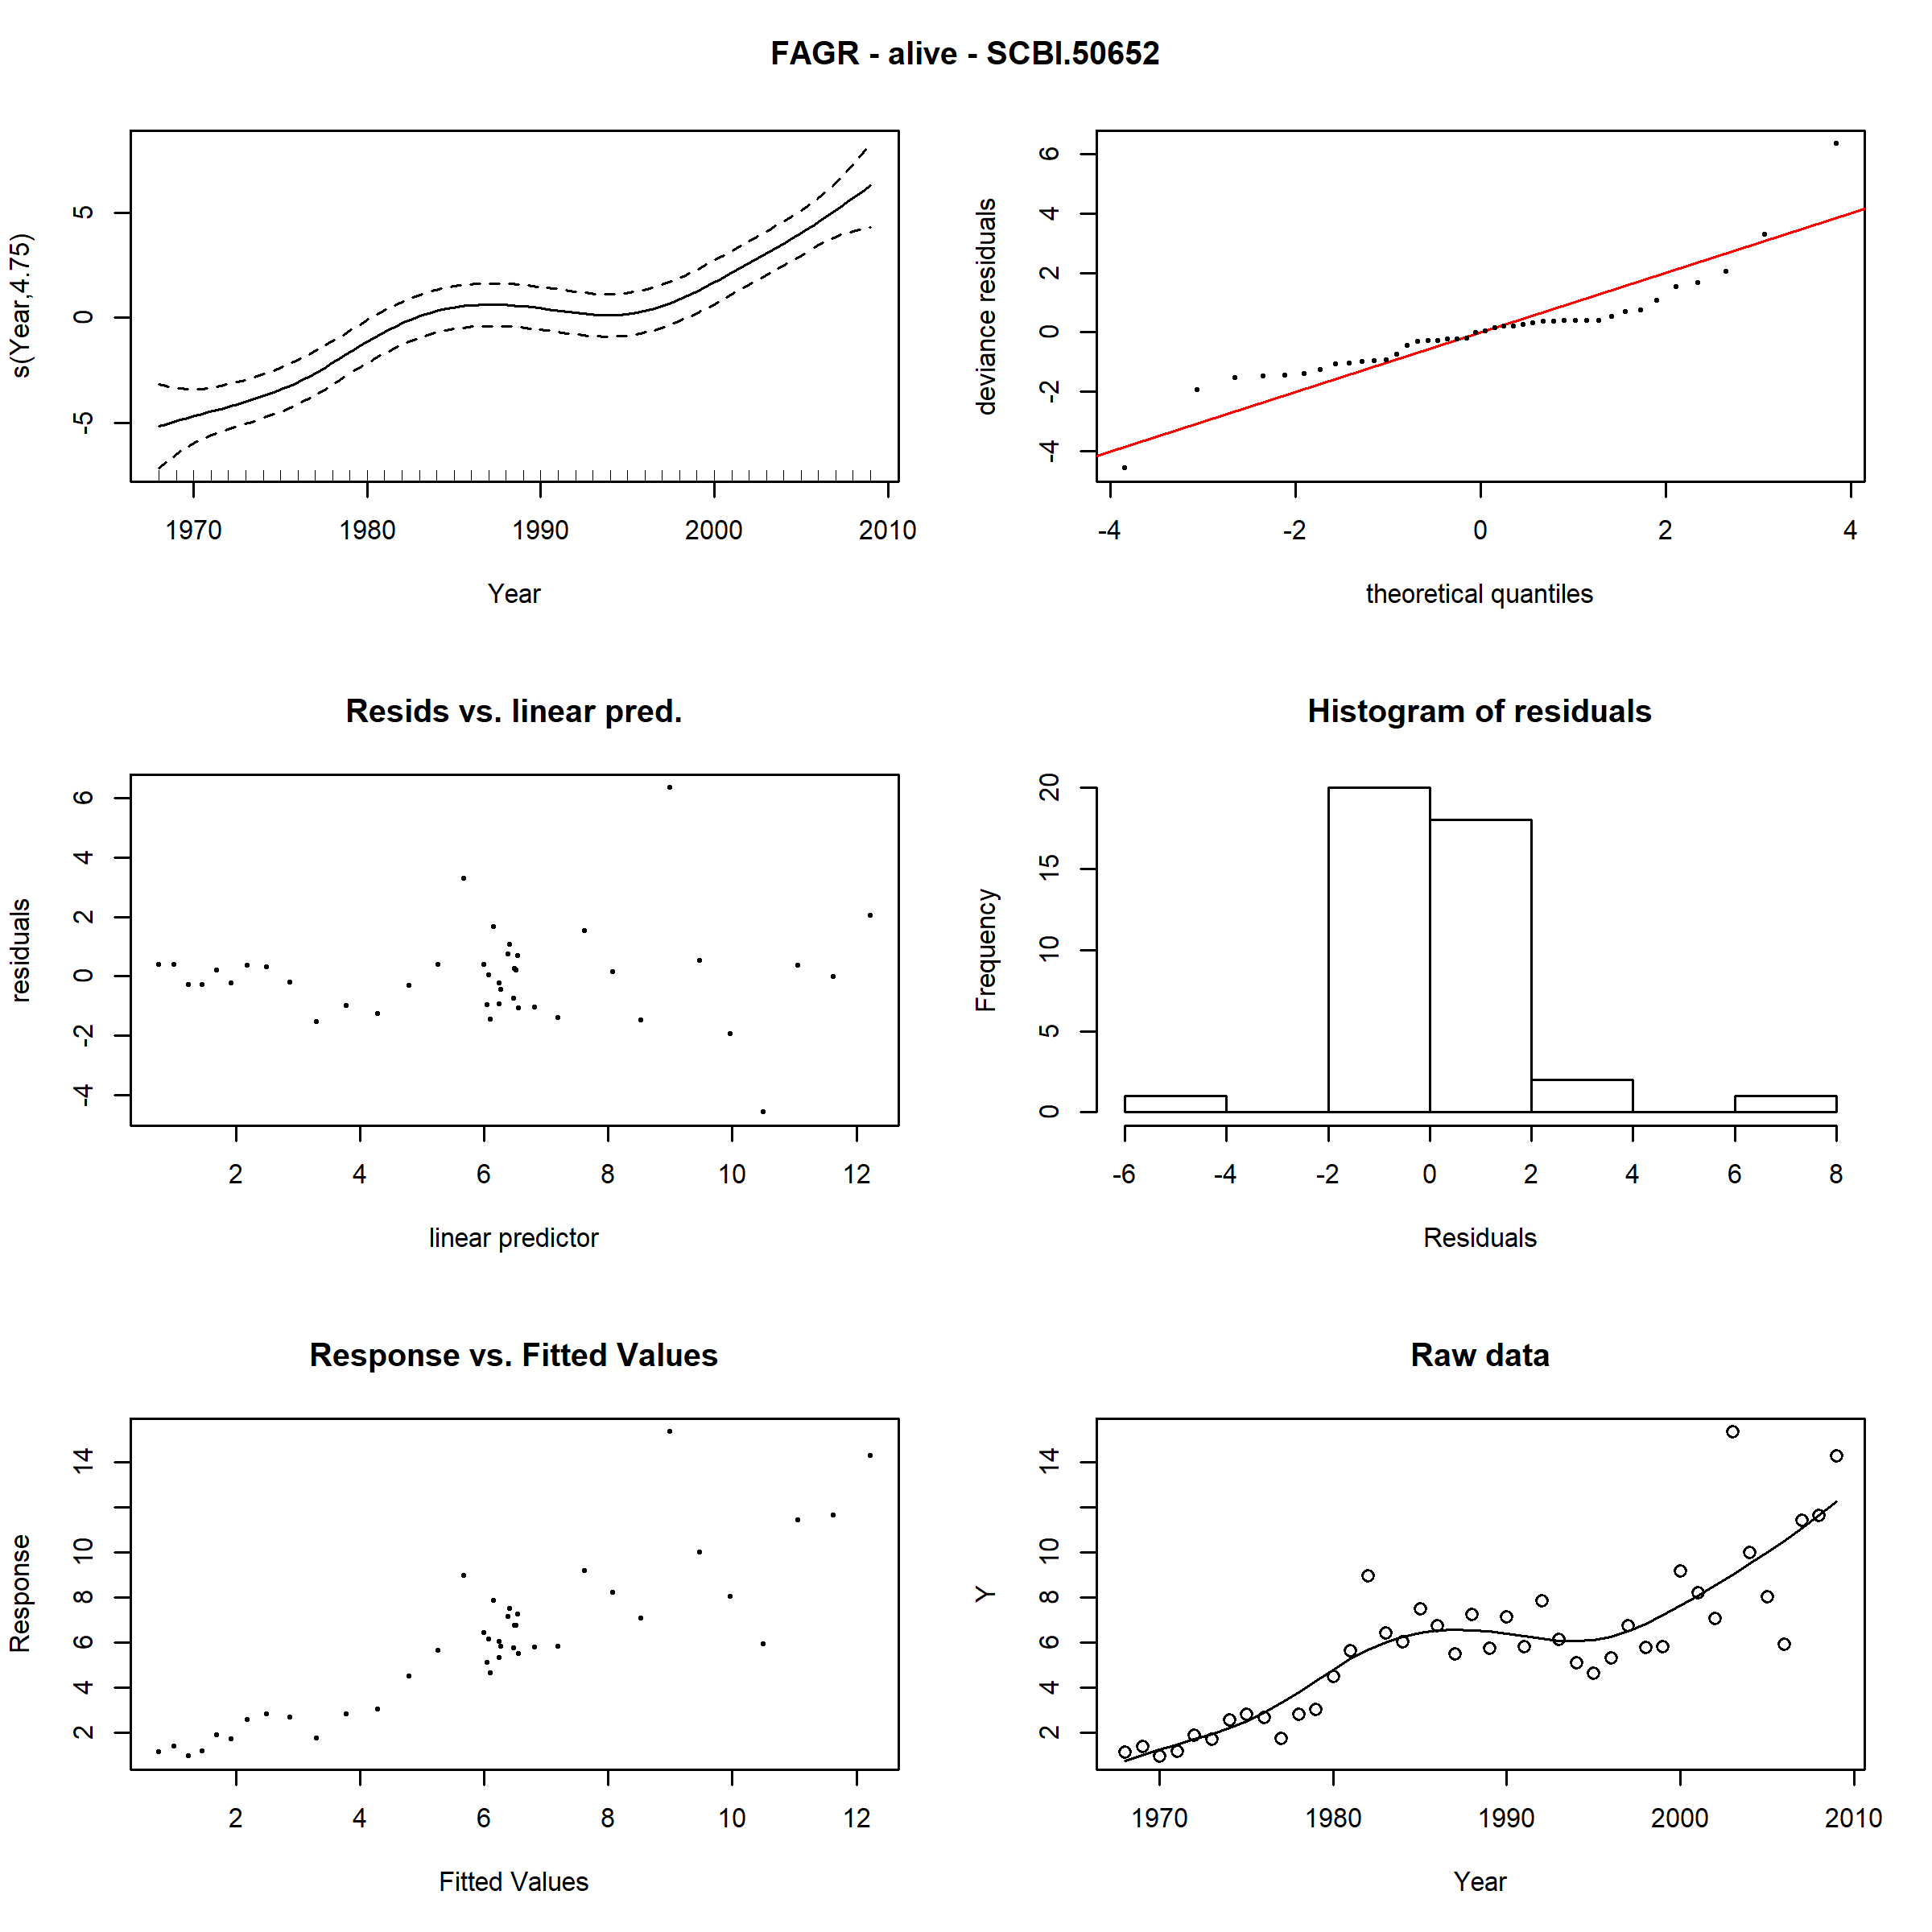 FAGR - alive - SCBI.50652
s(Year,4.75)
5
0
-5
1970 1980 1990 2000 2010
Year
deviance residuals
6
4
2
0
-2
-4
-4 -2 0 2 4
theoretical quantiles
Resids vs. linear pred.
residuals
6
4
2
0
-2
-4
2 4 6 8 10 12
linear predictor
Histogram of residuals
Frequency
20
15
10
5
0
-6 -4 -2 0 2 4 6 8
Residuals
Response vs. Fitted Values
Response
14
10
8
6
4
2
2 4 6 8 10 12
Fitted Values
Raw data
Y
14
10
8
6
4
2
1970 1980 1990 2000 2010
Year